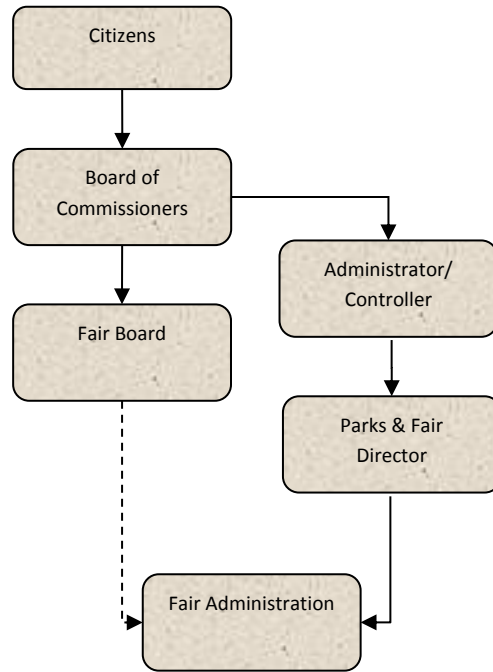 Citizens
Board of
Commissioners
Administrator/
Controller
Fair Board
Parks & Fair
Director
Fair Administration